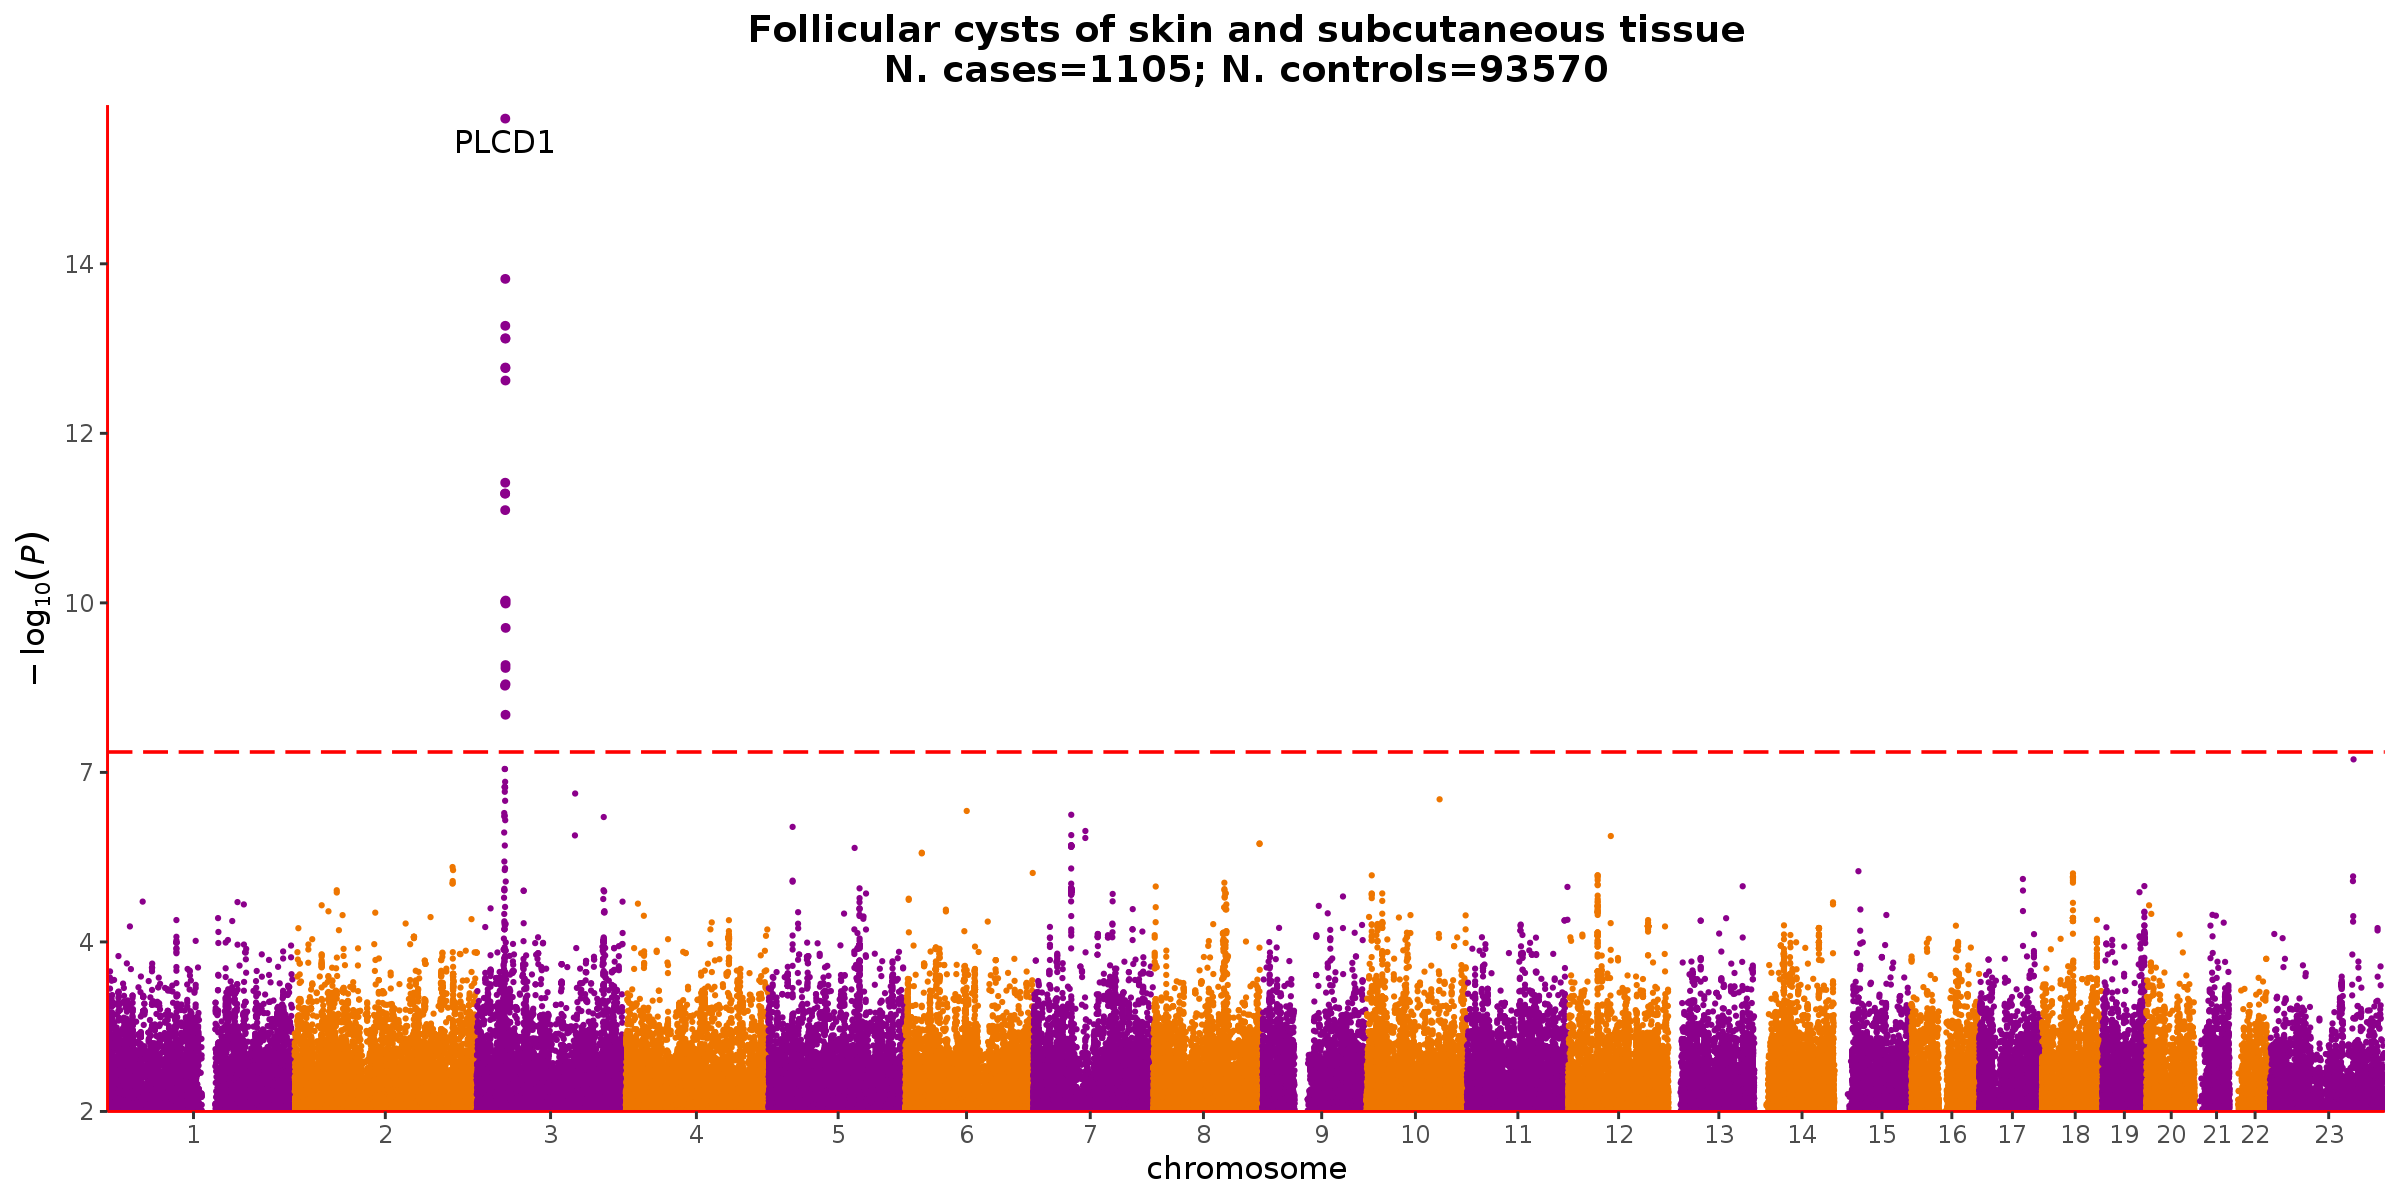 Follicular cysts of skin and subcutaneous tissue
N. cases=1105; N. controls=93570
PLCD1
14
12
10
7
4
2
−log10(P)
1 2 3 4 5 6 7 8 9 10 11 12 13 14 15 16 17 18 19 20 21 22 23
chromosome